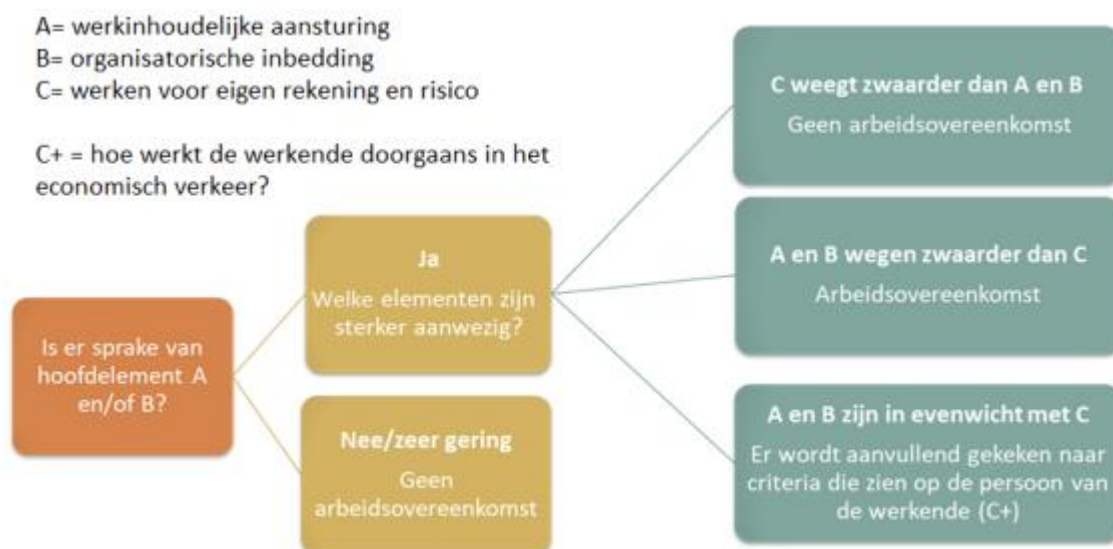 A= werkinhoudelijke aansturing
B= organisatorische inbedding
C= werken voor eigen rekening en risico
C+ = hoe werkt de werkende doorgaans in het
economisch verkeer?
Is er sprake van
hoofdelement A
en/of B?
Ja
Welke elementen zijn
sterker aanwezig?
Nee/zeer gering
Geen
arbeidsovereenkomst
C weegt zwaarder dan A en B
Geen arbeidsovereenkomst
A en B wegen zwaarder dan C
Arbeidsovereenkomst
A en B zijn in evenwicht met C
Er wordt aanvullend gekeken naar
criteria die zien op de persoon van
de werkende (C+)